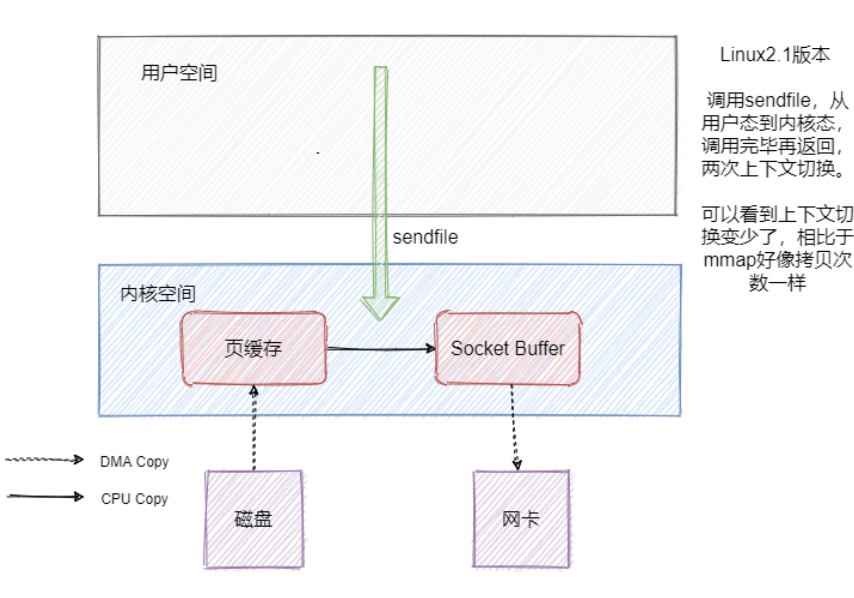 用户空间
sendfile
内核空间
页缓存
Socket Buffer
DMA Copy
CPU Copy
磁盘
网卡
Linux2.1版本
调用sendfile，从
用户态到内核态，
调用完毕再返回，
两次上下文切换。
可以看到上下文切
换变少了，相比于
mmap好像拷贝次
数一样